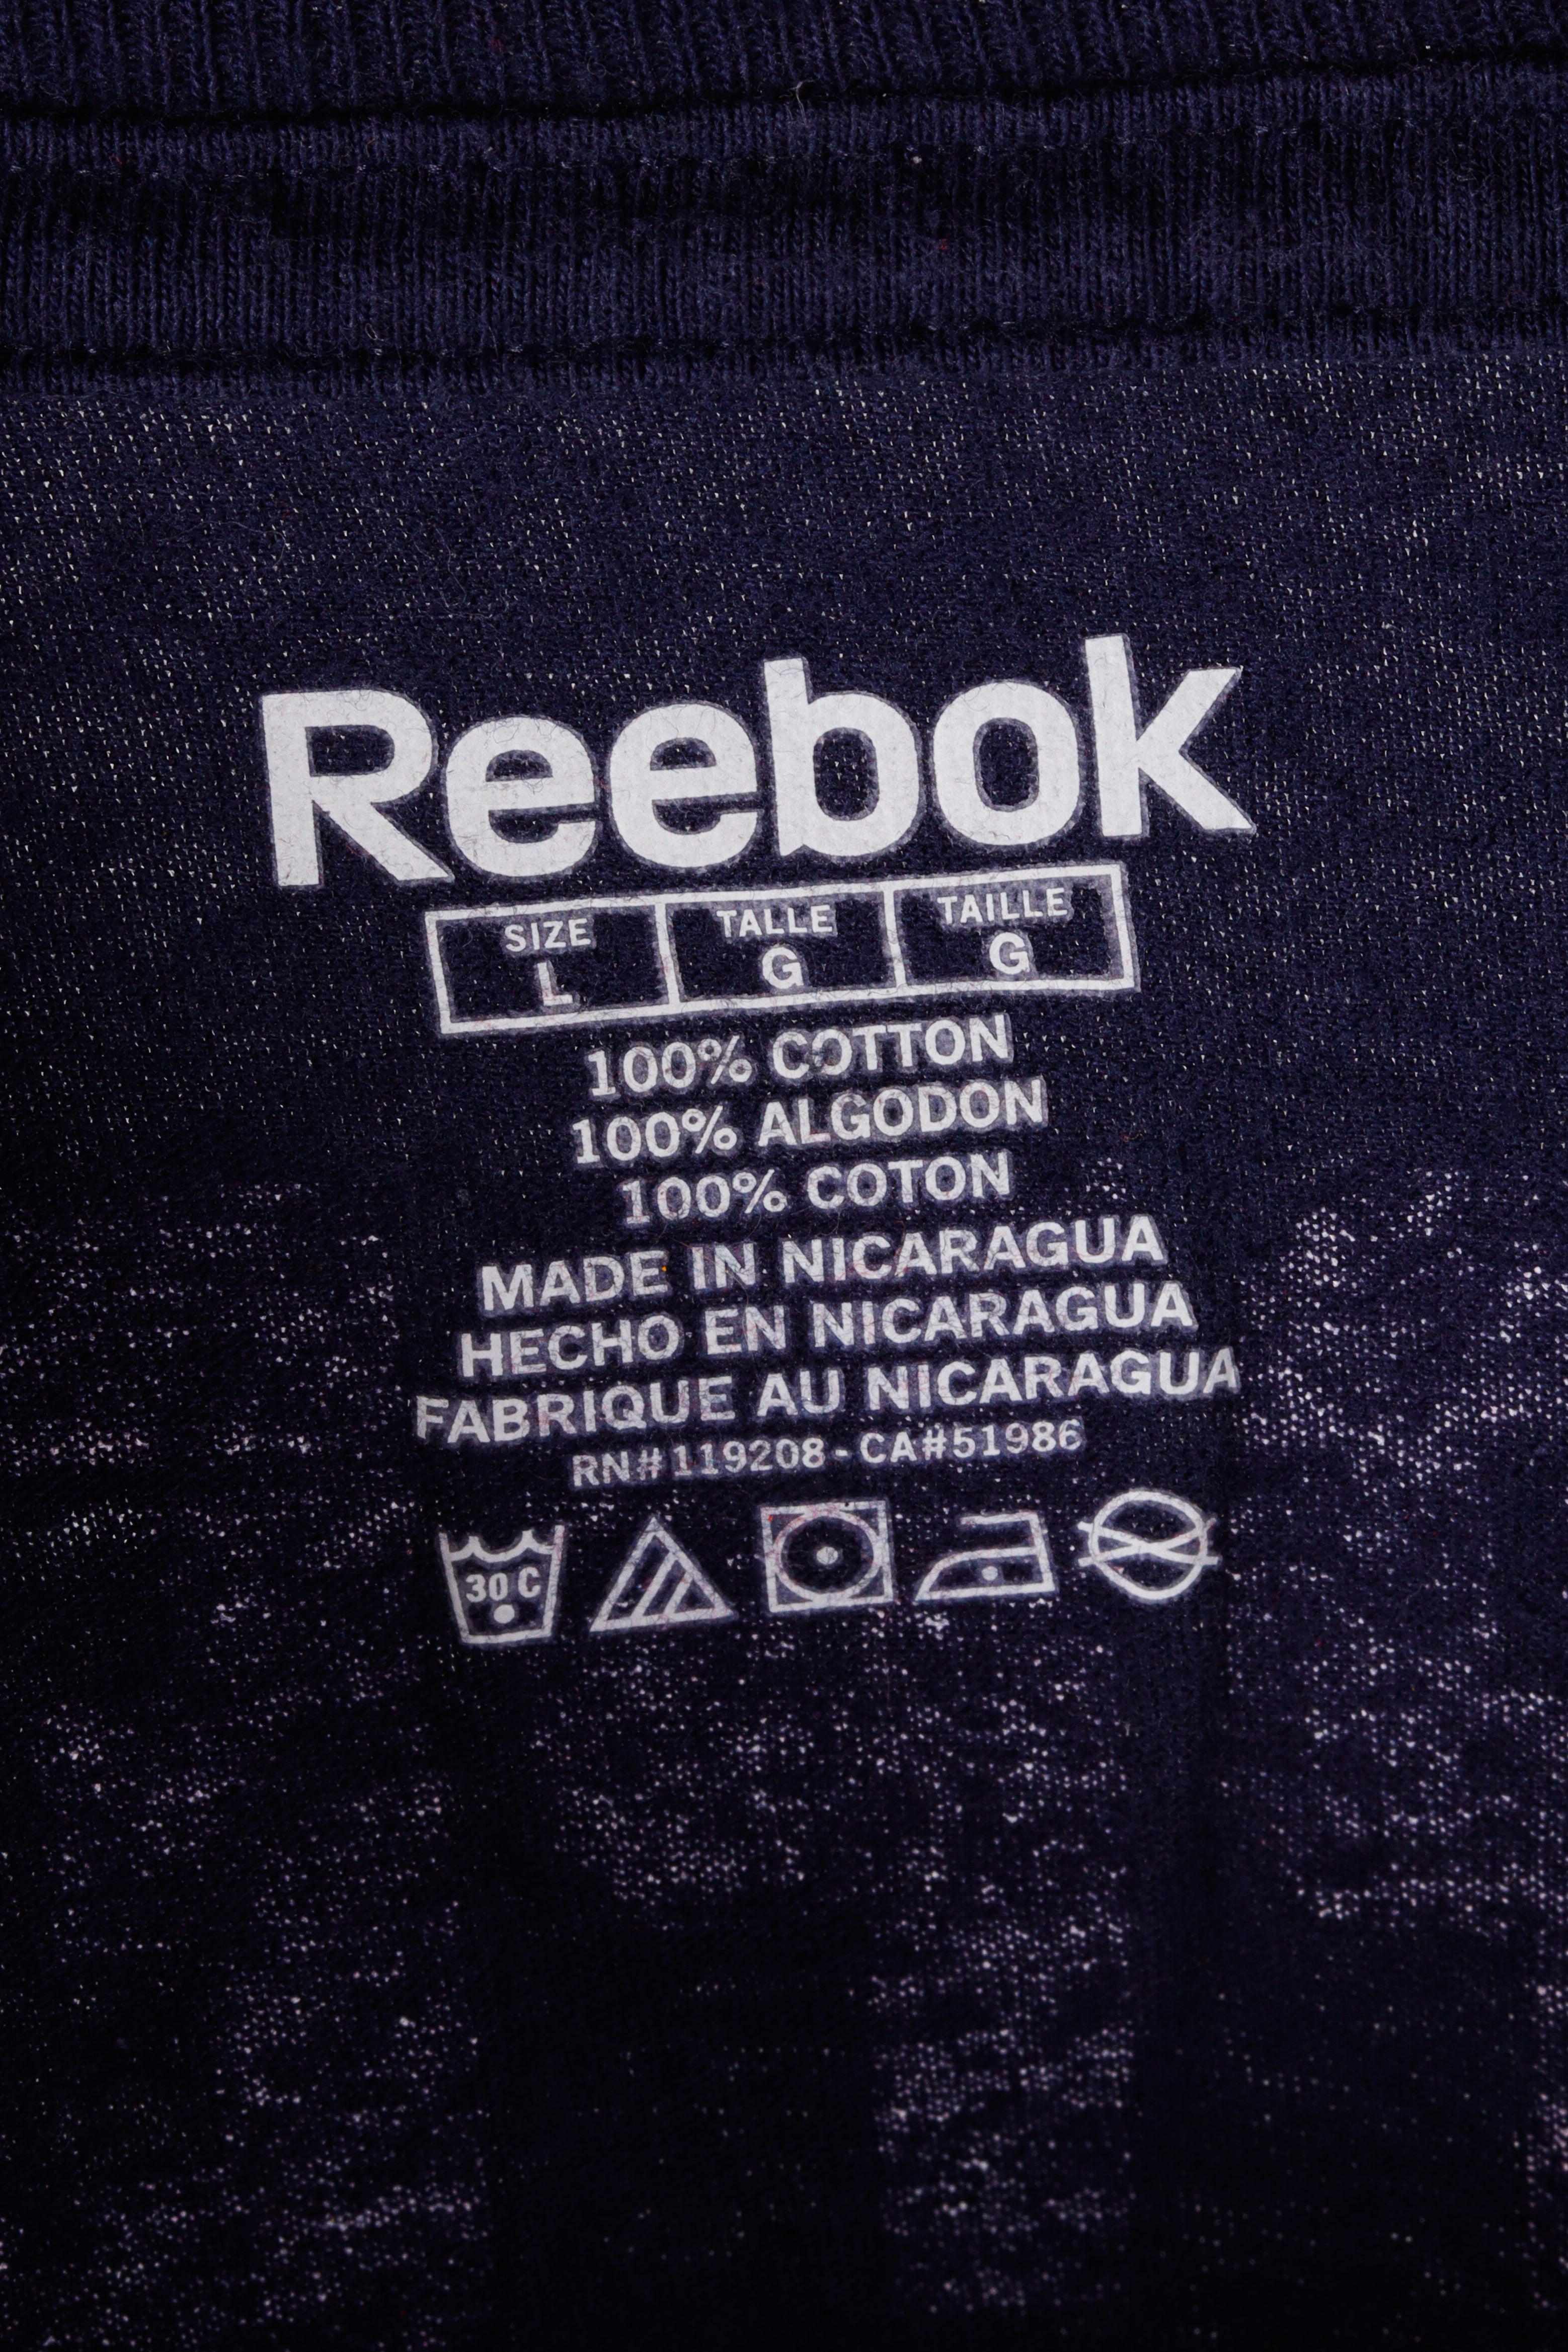 Reebok
SIZE TALLE TAILLE
L G G
100% COTTON
100% ALGODON
100% COTON
MADE IN NICARAGUA
HECHO EN NICARAGUA
FABRIQUE AU NICARAGUA
RN#119208-CA#51986
30 C